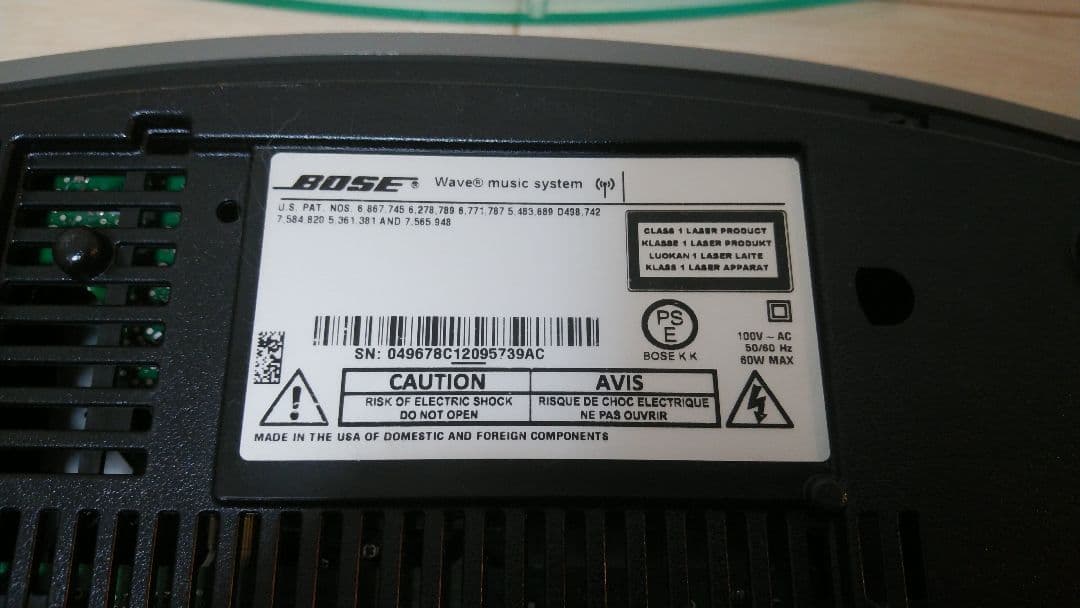 BOSE® Wave® music system
U.S. PAT. NOS. 6,867,745 6,278,789 6,771,787 5,483,689 D498,742
7,584,820 5,361,381 AND 7,565,948
CLASS 1 LASER PRODUCT
KLASSE 1 LASER PRODUKT
LUOKAN 1 LASER LAITE
KLASS 1 LASER APPARAT
PS
E
BOSE K K
100V ~ AC
50/60 Hz
60W MAX
SN: 049678C12095739AC
CAUTION
RISK OF ELECTRIC SHOCK
DO NOT OPEN
AVIS
RISQUE DE CHOC ELECTRIQUE
NE PAS OUVRIR
MADE IN THE USA OF DOMESTIC AND FOREIGN COMPONENTS